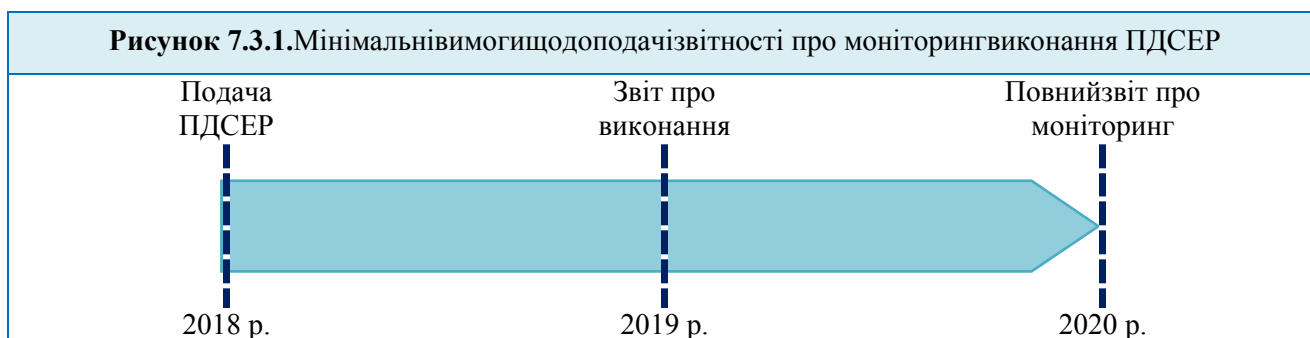 Рисунок 7.3.1.Мінімальнівимогищодоподачізвітності про моніторингвиконання ПДСЕР
Подача
ПДСЕР
Звіт про
виконання
Повнийзвіт про
моніторинг
2018 р.
2019 р.
2020 р.